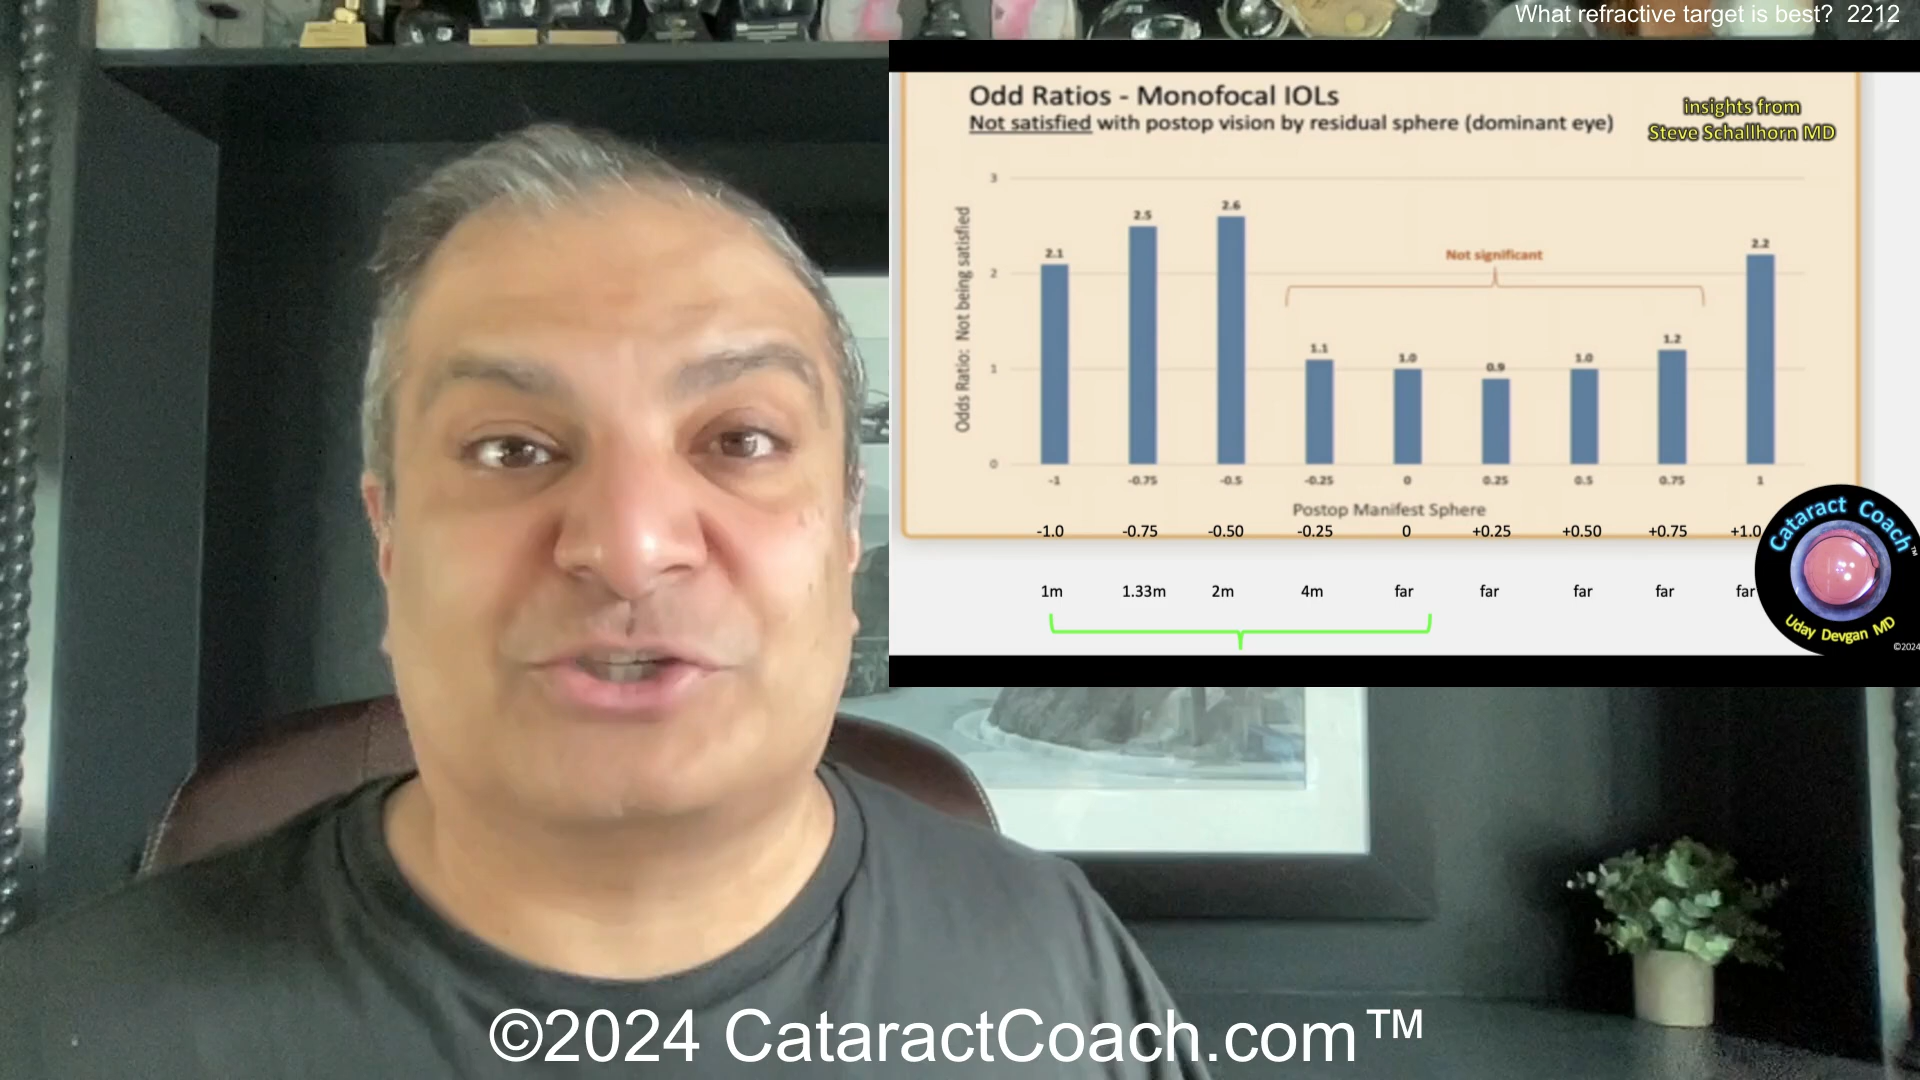 What refractive target is best? 2212
Odd Ratios - Monofocal IOLs
Not satisfied with postop vision by residual sphere (dominant eye)
insights from
Steve Schallhorn MD
Odds Ratio: Not being satisfied
3
2
1
0
2.1
2.5
2.6
1.1
1.0
0.9
1.0
1.2
2.2
Not significant
-1 -0.75 -0.5 -0.25 0 0.25 0.5 0.75 1
Postop Manifest Sphere
-1.0 -0.75 -0.50 -0.25 0 +0.25 +0.50 +0.75 +1.0
1m 1.33m 2m 4m far far far far far
Cataract Coach™
Uday Devgan MD
©2024
©2024 CataractCoach.com™